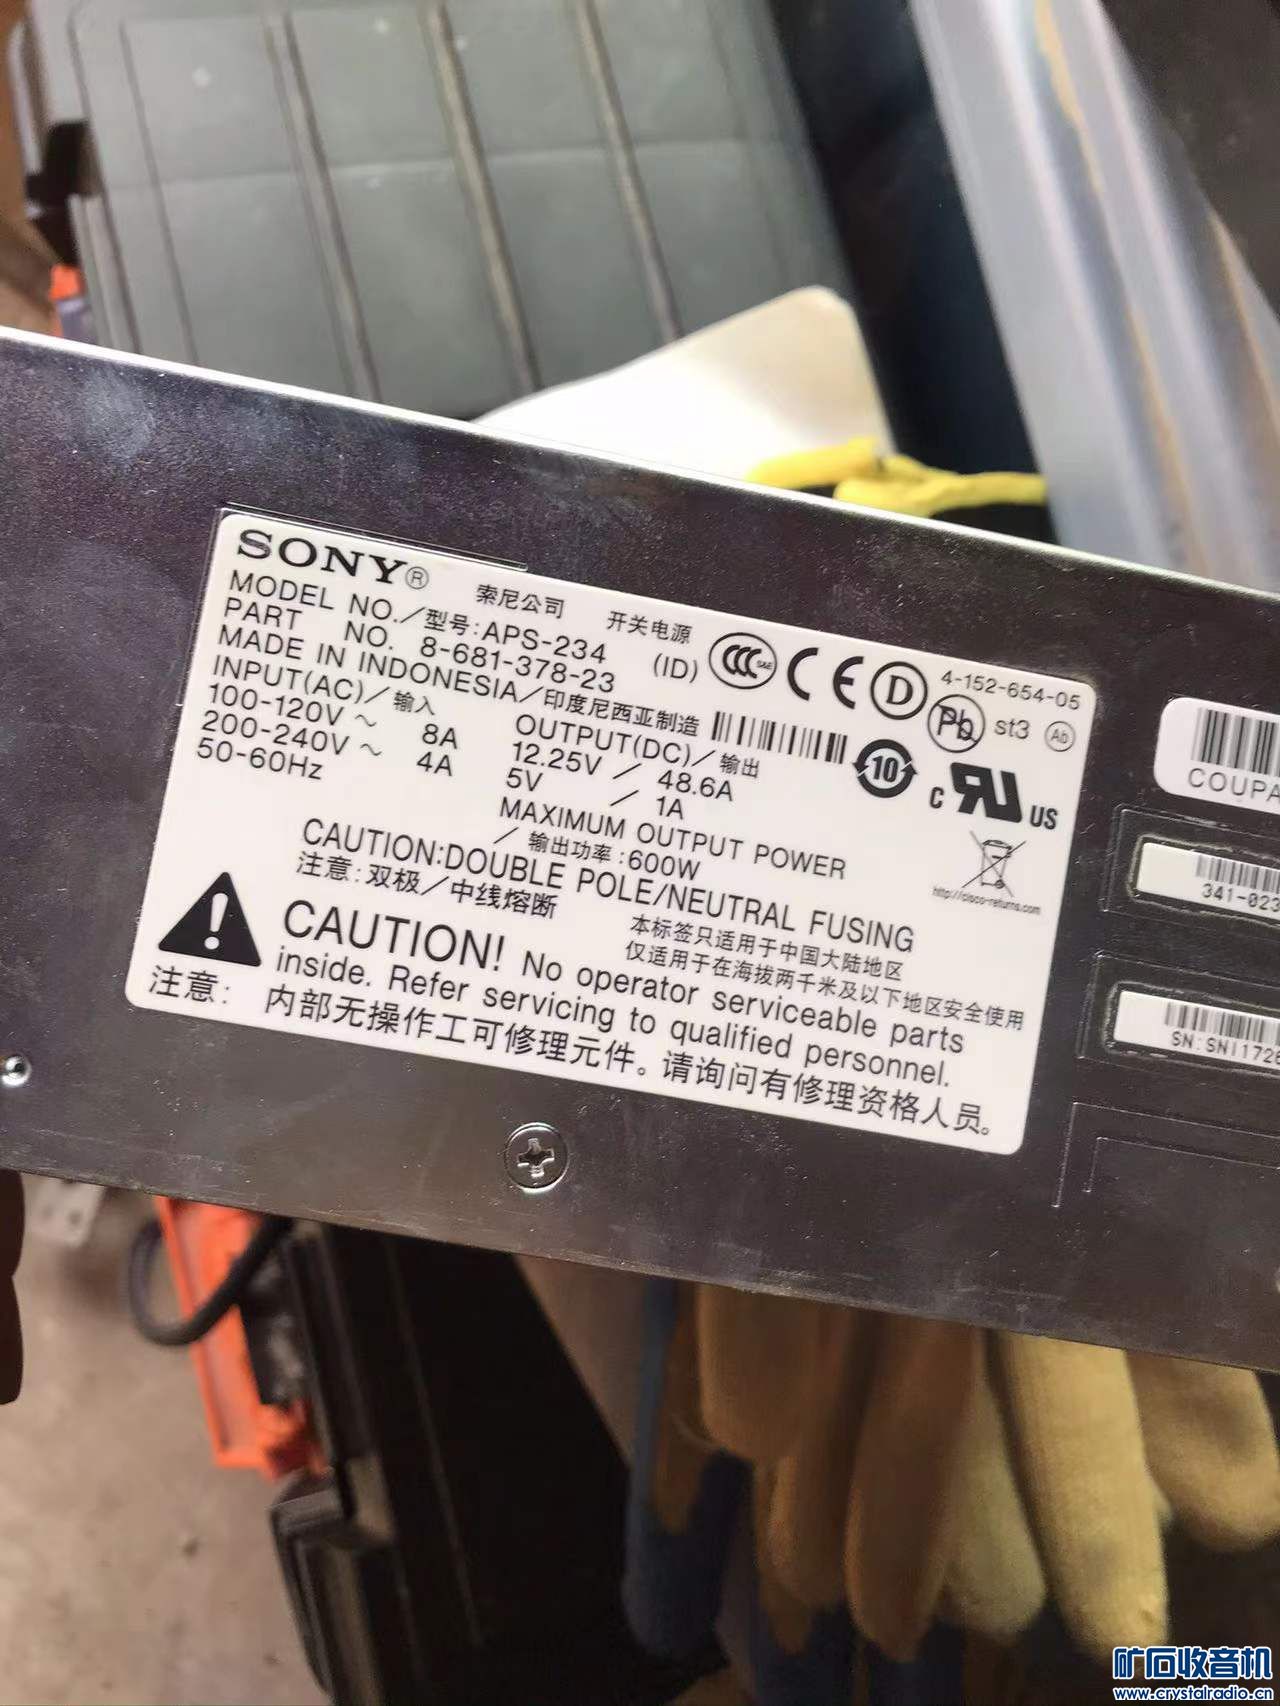 SONY® 索尼公司 开关电源
MODEL NO./型号:APS-234
PART NO. 8-681-378-23 (ID)
MADE IN INDONESIA/印度尼西亚制造
4-152-654-05
D
Pb st3 Ab
10
c RU US
INPUT(AC)/输入
100-120V ~ 8A
200-240V ~ 4A
50-60Hz
OUTPUT(DC)/输出
12.25V / 48.6A
5V / 1A
MAXIMUM OUTPUT POWER
/ 输出功率:600W
http://cisco-returns.com
CAUTION:DOUBLE POLE/NEUTRAL FUSING
注意:双极/中线熔断
本标签只适用于中国大陆地区
仅适用于在海拔两千米及以下地区安全使用
CAUTION! No operator serviceable parts
inside. Refer servicing to qualified personnel.
注意: 内部无操作工可修理元件。请询问有修理资格人员。
COUPA
341-023
SN:SNI1726
矿石收音机
www.crystalradio.cn